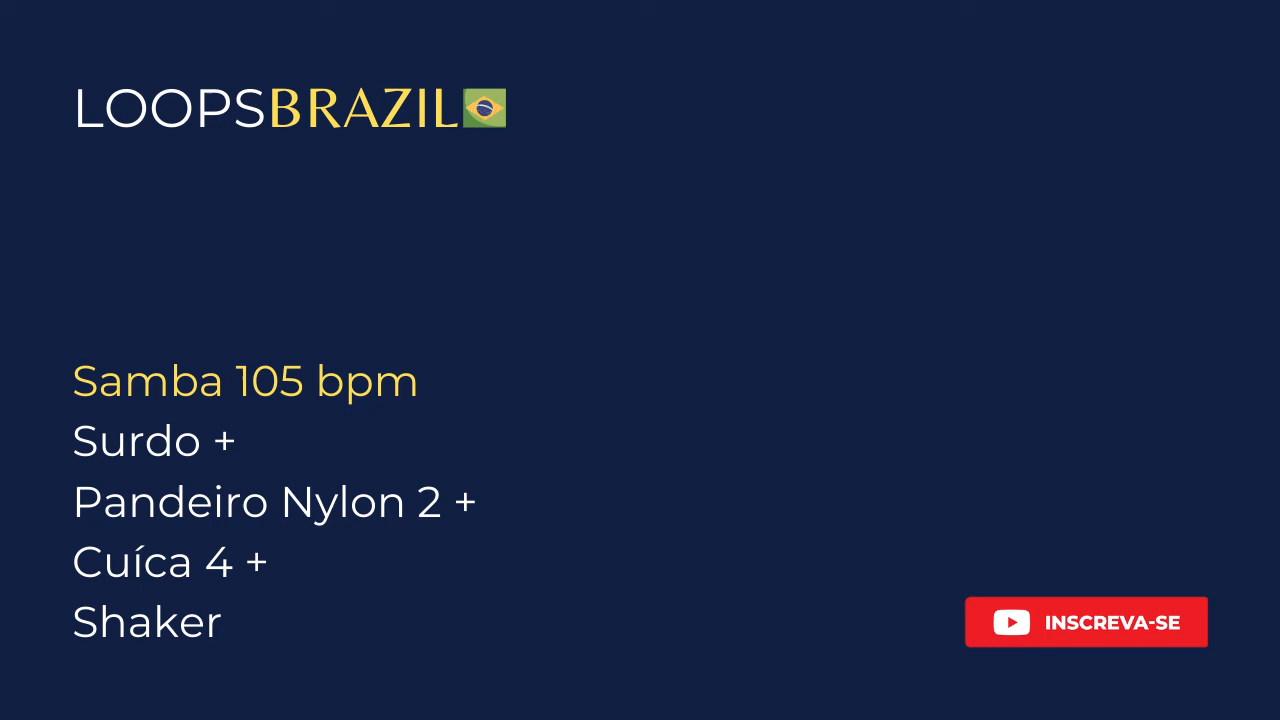 LOOPSBRAZIL
Samba 105 bpm
Surdo +
Pandeiro Nylon 2 +
Cuíca 4 +
Shaker
INSCREVA-SE